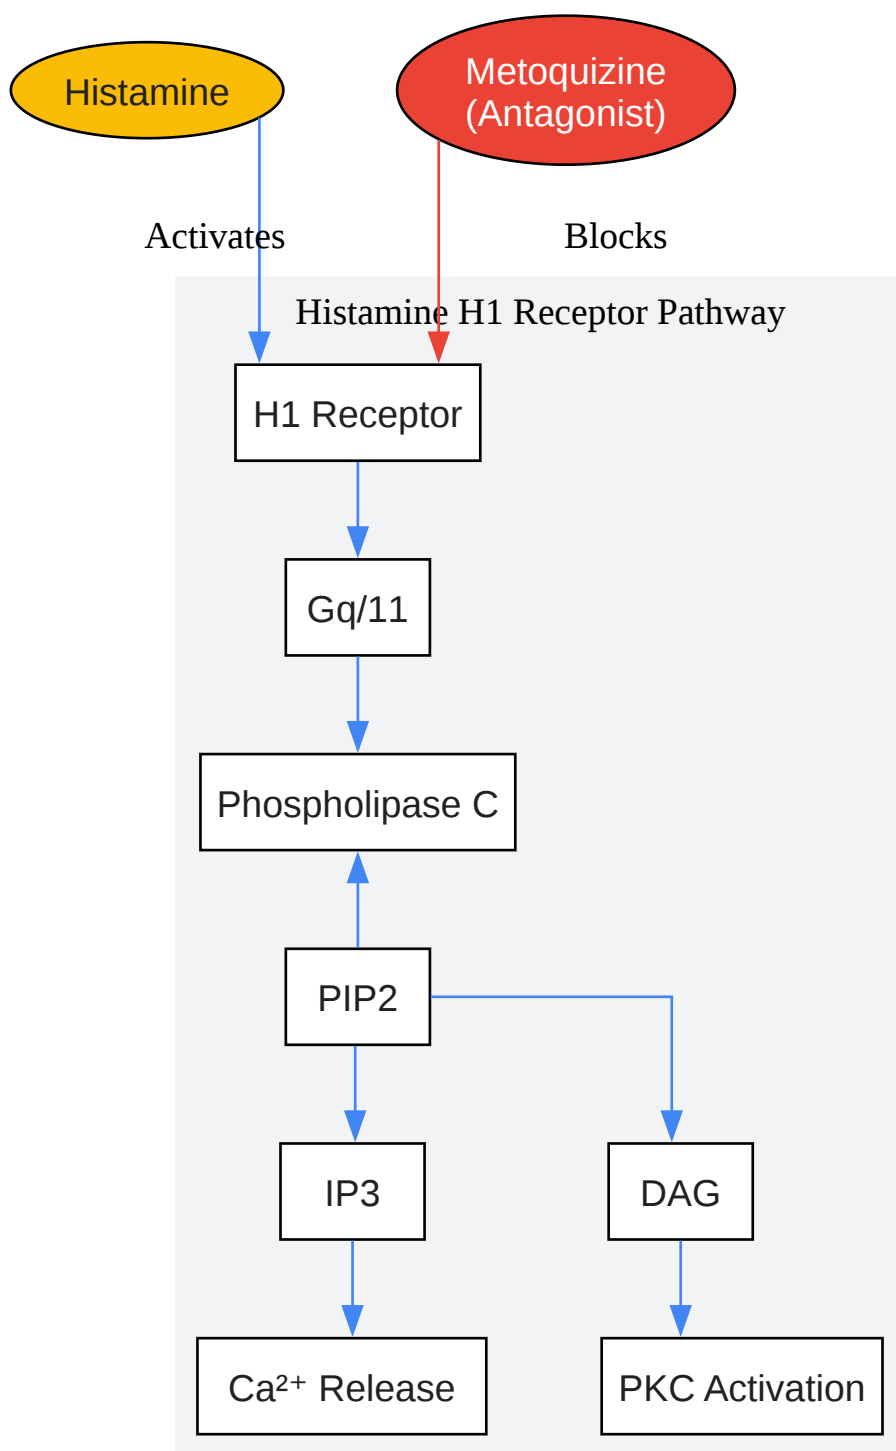 Histamine
Metoquizine
(Antagonist)
Activates
Blocks
Histamine H1 Receptor Pathway
H1 Receptor
Gq/11
Phospholipase C
PIP2
IP3
DAG
Ca²⁺ Release
PKC Activation